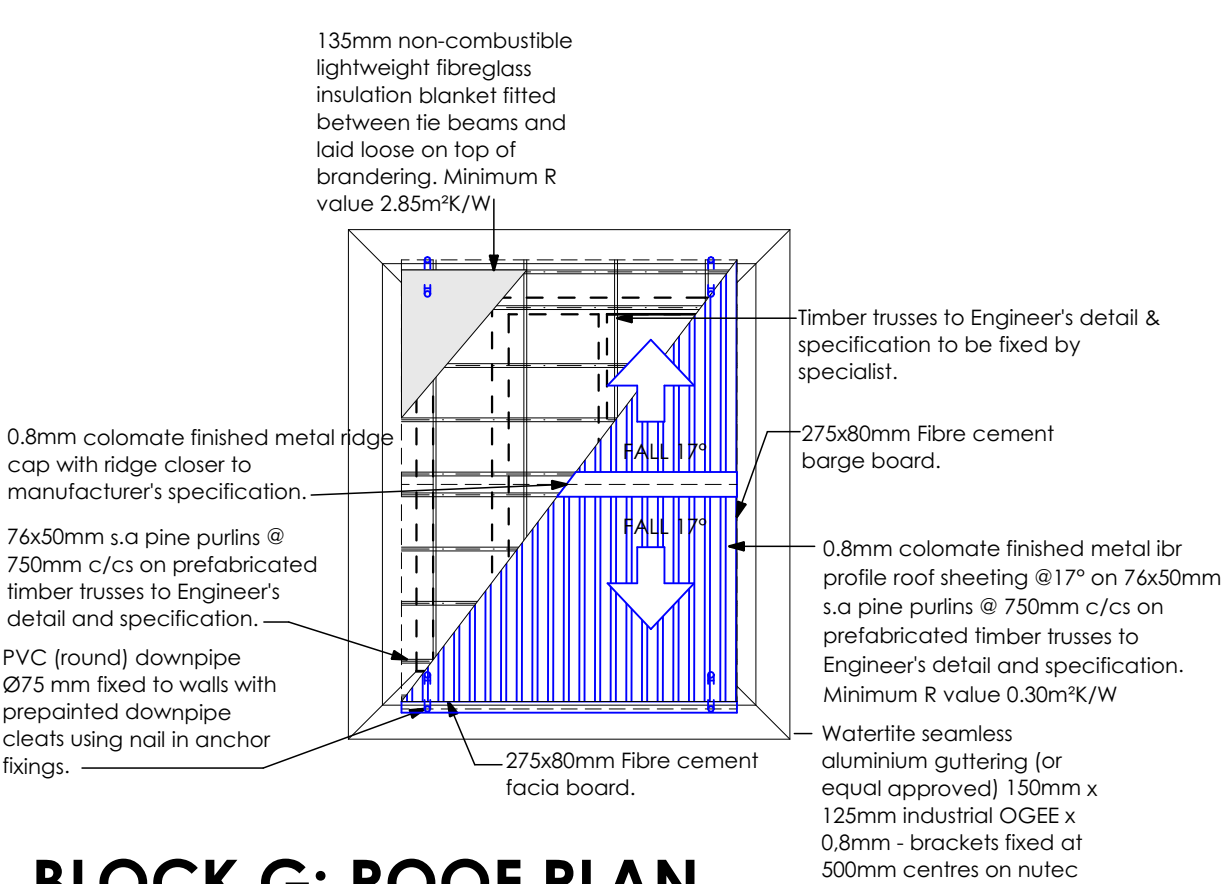 135mm non-combustible
lightweight fibreglass
insulation blanket fitted
between tie beams and
laid loose on top of
brandering. Minimum R
value 2.85m²K/W
Timber trusses to Engineer's detail &
specification to be fixed by
specialist.
0.8mm colomate finished metal ridge
cap with ridge closer to
manufacturer's specification.
FALL 17°
275x80mm Fibre cement
barge board.
76x50mm s.a pine purlins @
750mm c/cs on prefabricated
timber trusses to Engineer's
detail and specification.
FALL 17°
0.8mm colomate finished metal ibr
profile roof sheeting @17° on 76x50mm
s.a pine purlins @ 750mm c/cs on
prefabricated timber trusses to
Engineer's detail and specification.
Minimum R value 0.30m²K/W
PVC (round) downpipe
Ø75 mm fixed to walls with
prepainted downpipe
cleats using nail in anchor
fixings.
275x80mm Fibre cement
facia board.
Watertite seamless
aluminium guttering (or
equal approved) 150mm x
125mm industrial OGEE x
0,8mm - brackets fixed at
500mm centres on nutec
BLOCK G: ROOF PLAN